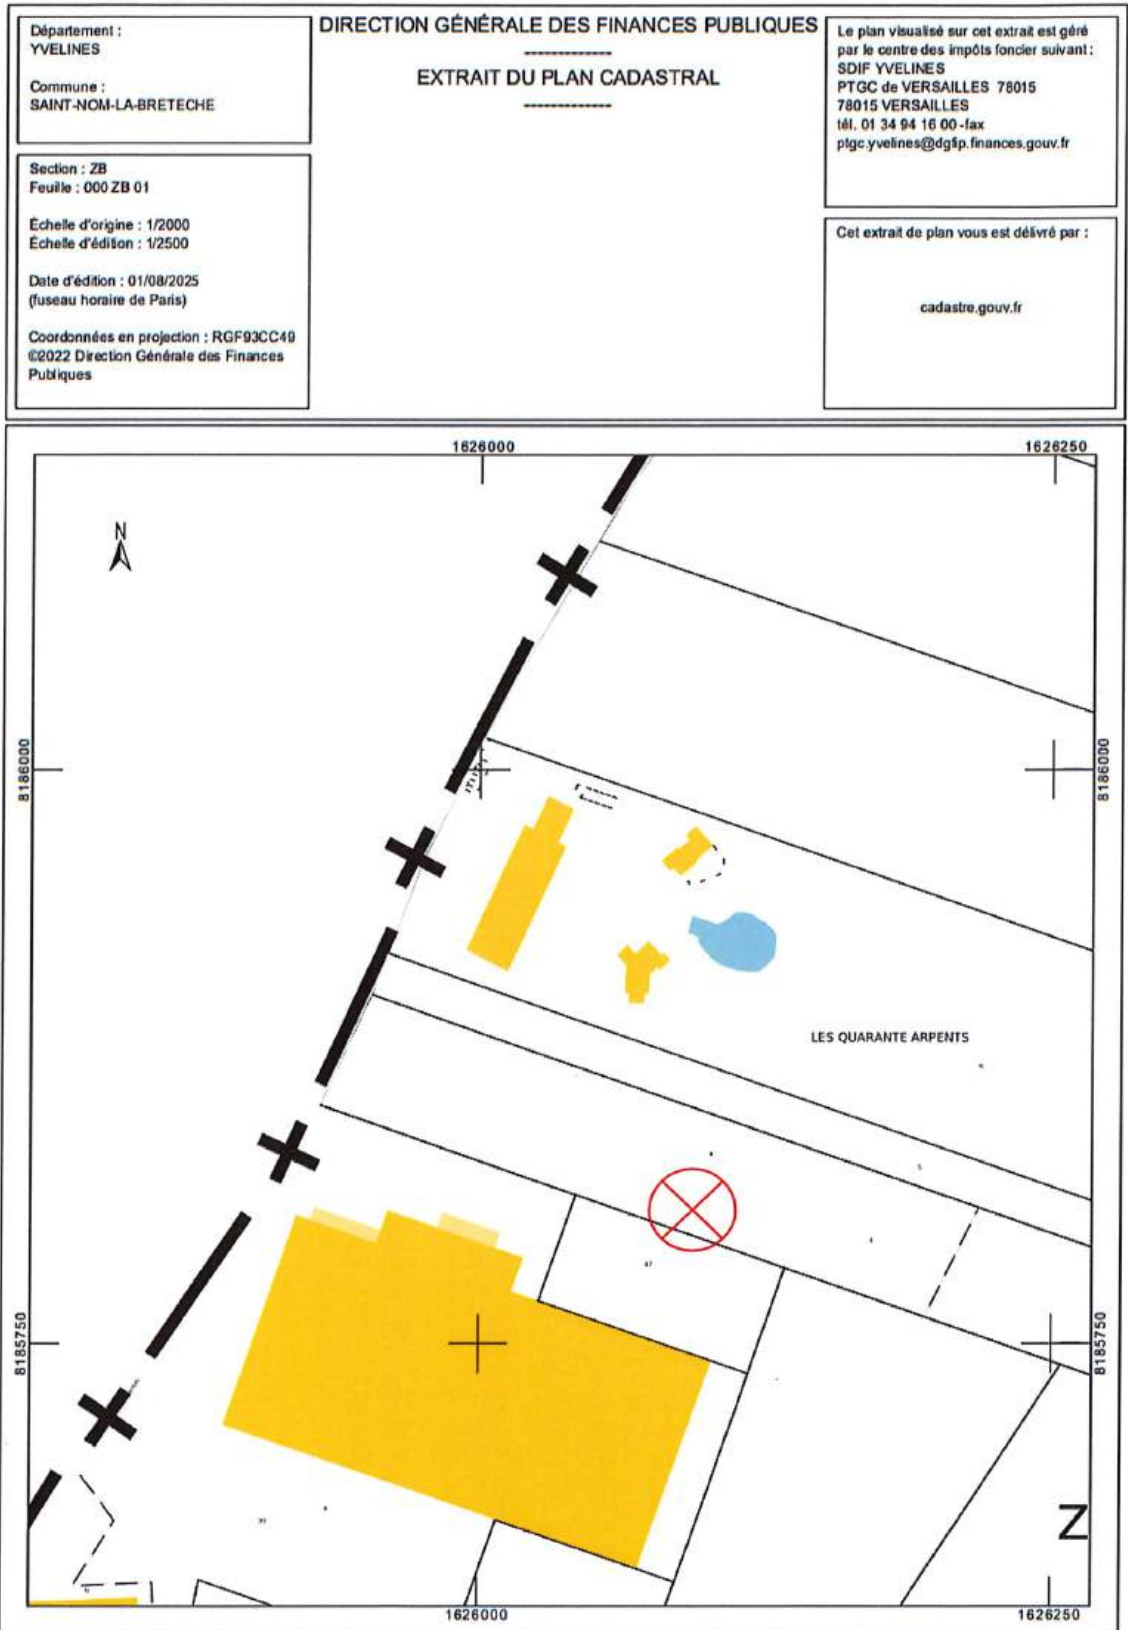 Département :
YVELINES
Commune :
SAINT-NOM-LA-BRETECHE
Section : ZB
Feuille : 000 ZB 01
Échelle d'origine : 1/2000
Échelle d'édition : 1/2500
Date d'édition : 01/08/2025
(fuseau horaire de Paris)
Coordonnées en projection : RGF93CC49
©2022 Direction Générale des Finances
Publiques
DIRECTION GÉNÉRALE DES FINANCES PUBLIQUES
EXTRAIT DU PLAN CADASTRAL
Le plan visualisé sur cet extrait est géré
par le centre des impôts foncier suivant :
SDIF YVELINES
PTGC de VERSAILLES 78015
78015 VERSAILLES
tél. 01 34 94 16 00 -fax
ptgc.yvelines@dgfip.finances.gouv.fr
Cet extrait de plan vous est délivré par :
cadastre.gouv.fr
1626000
1626250
N
8186000
8186000
LES QUARANTE ARPENTS
8185750
8185750
Z
1626000
1626250